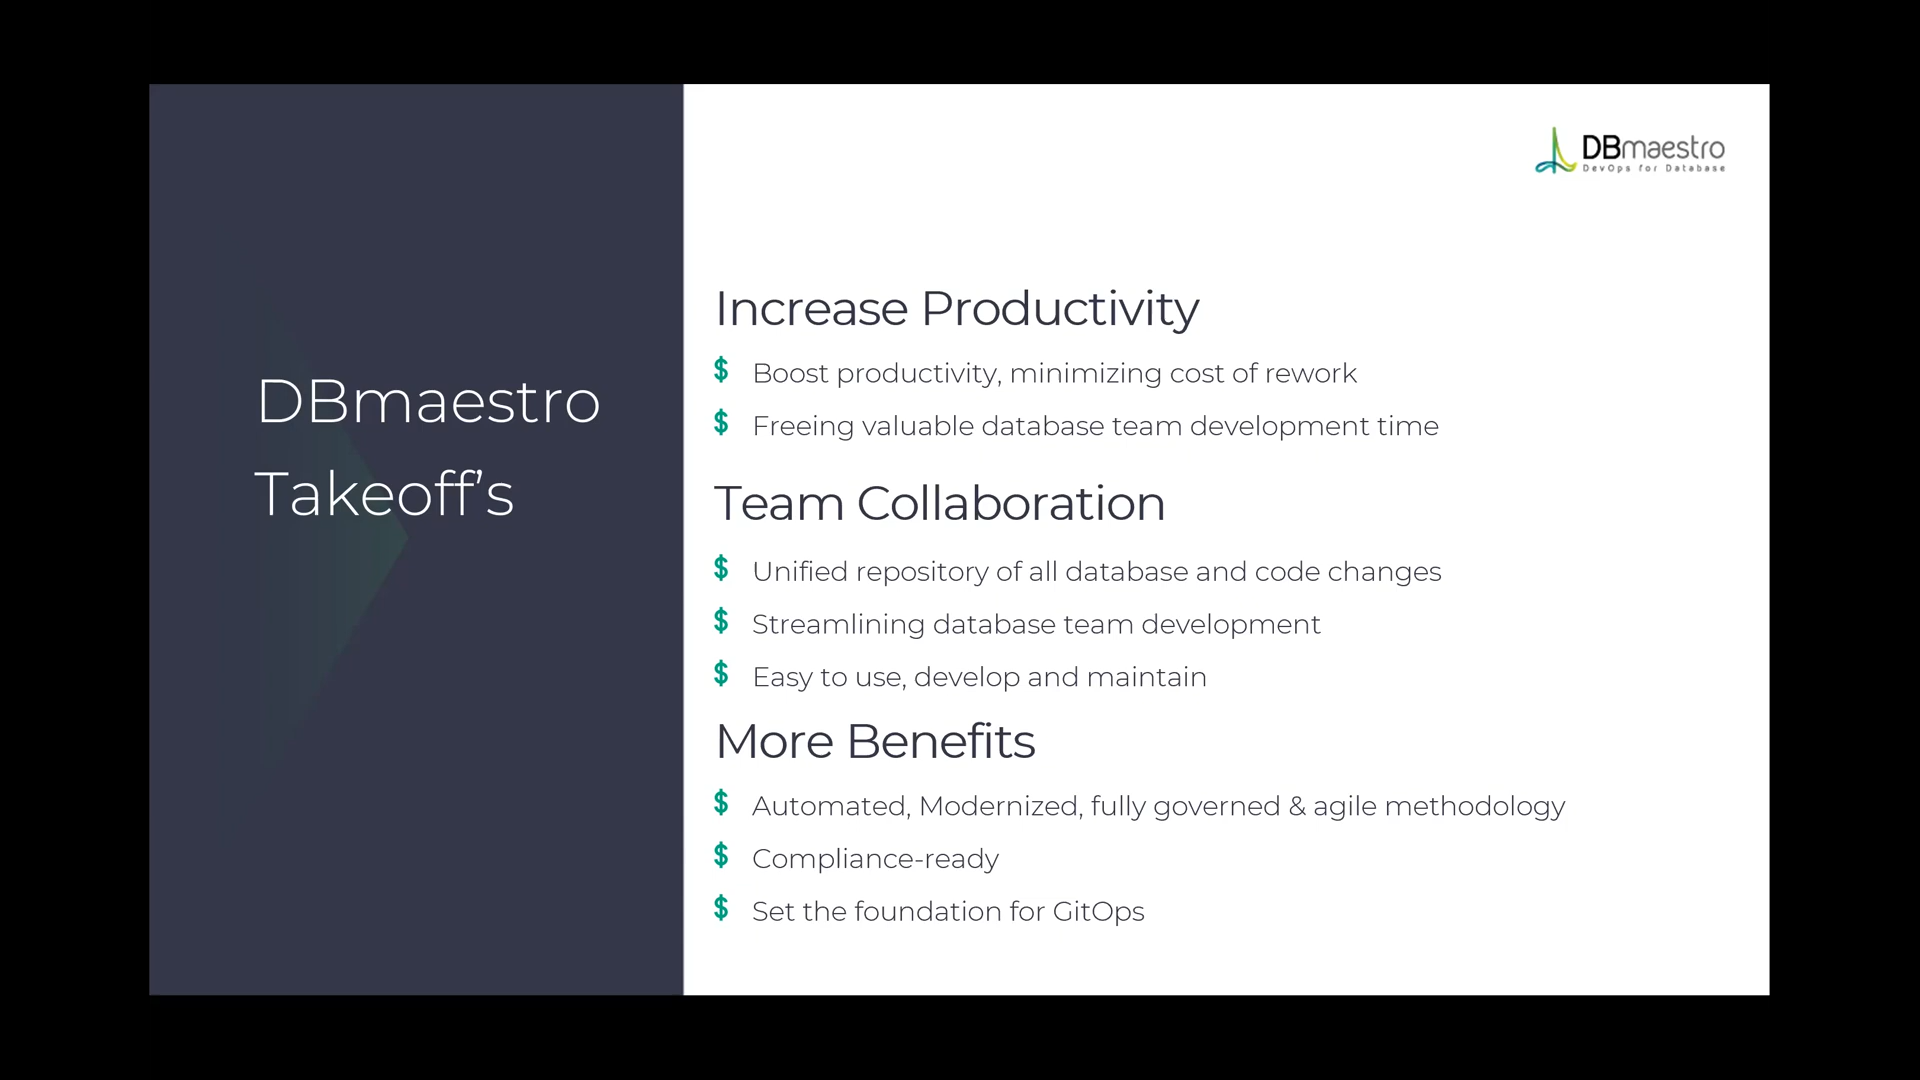 DBmaestro
DevOps for Database
DBmaestro
Takeoff’s
Increase Productivity
$ Boost productivity, minimizing cost of rework
$ Freeing valuable database team development time
Team Collaboration
$ Unified repository of all database and code changes
$ Streamlining database team development
$ Easy to use, develop and maintain
More Benefits
$ Automated, Modernized, fully governed & agile methodology
$ Compliance-ready
$ Set the foundation for GitOps